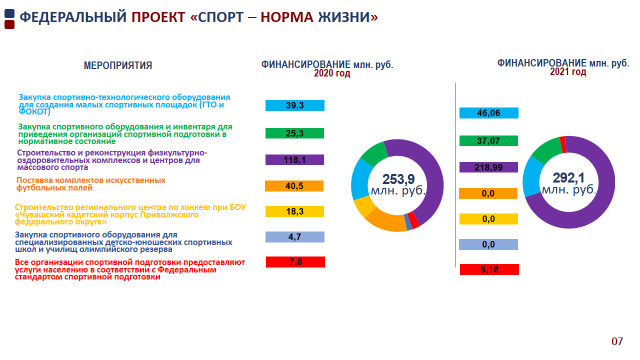 ФЕДЕРАЛЬНЫЙ ПРОЕКТ «СПОРТ – НОРМА ЖИЗНИ»
МЕРОПРИЯТИЯ
ФИНАНСИРОВАНИЕ млн. руб.
2020 год
ФИНАНСИРОВАНИЕ млн. руб.
2021 год
Закупка спортивно-технологического оборудования
для создания малых спортивных площадок (ГТО и
ФОКОТ)
39,3
46,06
Закупка спортивного оборудования и инвентаря для
приведения организаций спортивной подготовки в
нормативное состояние
25,3
37,07
Строительство и реконструкция физкультурно-
оздоровительных комплексов и центров для
массового спорта
118,1
218,99
Поставка комплектов искусственных
футбольных полей
40,5
0,0
Строительство регионального центра по хоккею при БОУ
«Чувашский кадетский корпус Приволжского
федерального округа»
18,3
0,0
Закупка спортивного оборудования для
специализированных детско-юношеских спортивных
школ и училищ олимпийского резерва
4,7
0,0
Все организации спортивной подготовки предоставляют
услуги населению в соответствии с Федеральным
стандартом спортивной подготовки
7,8
6,18
253,9
млн. руб.
292,1
млн. руб.
07